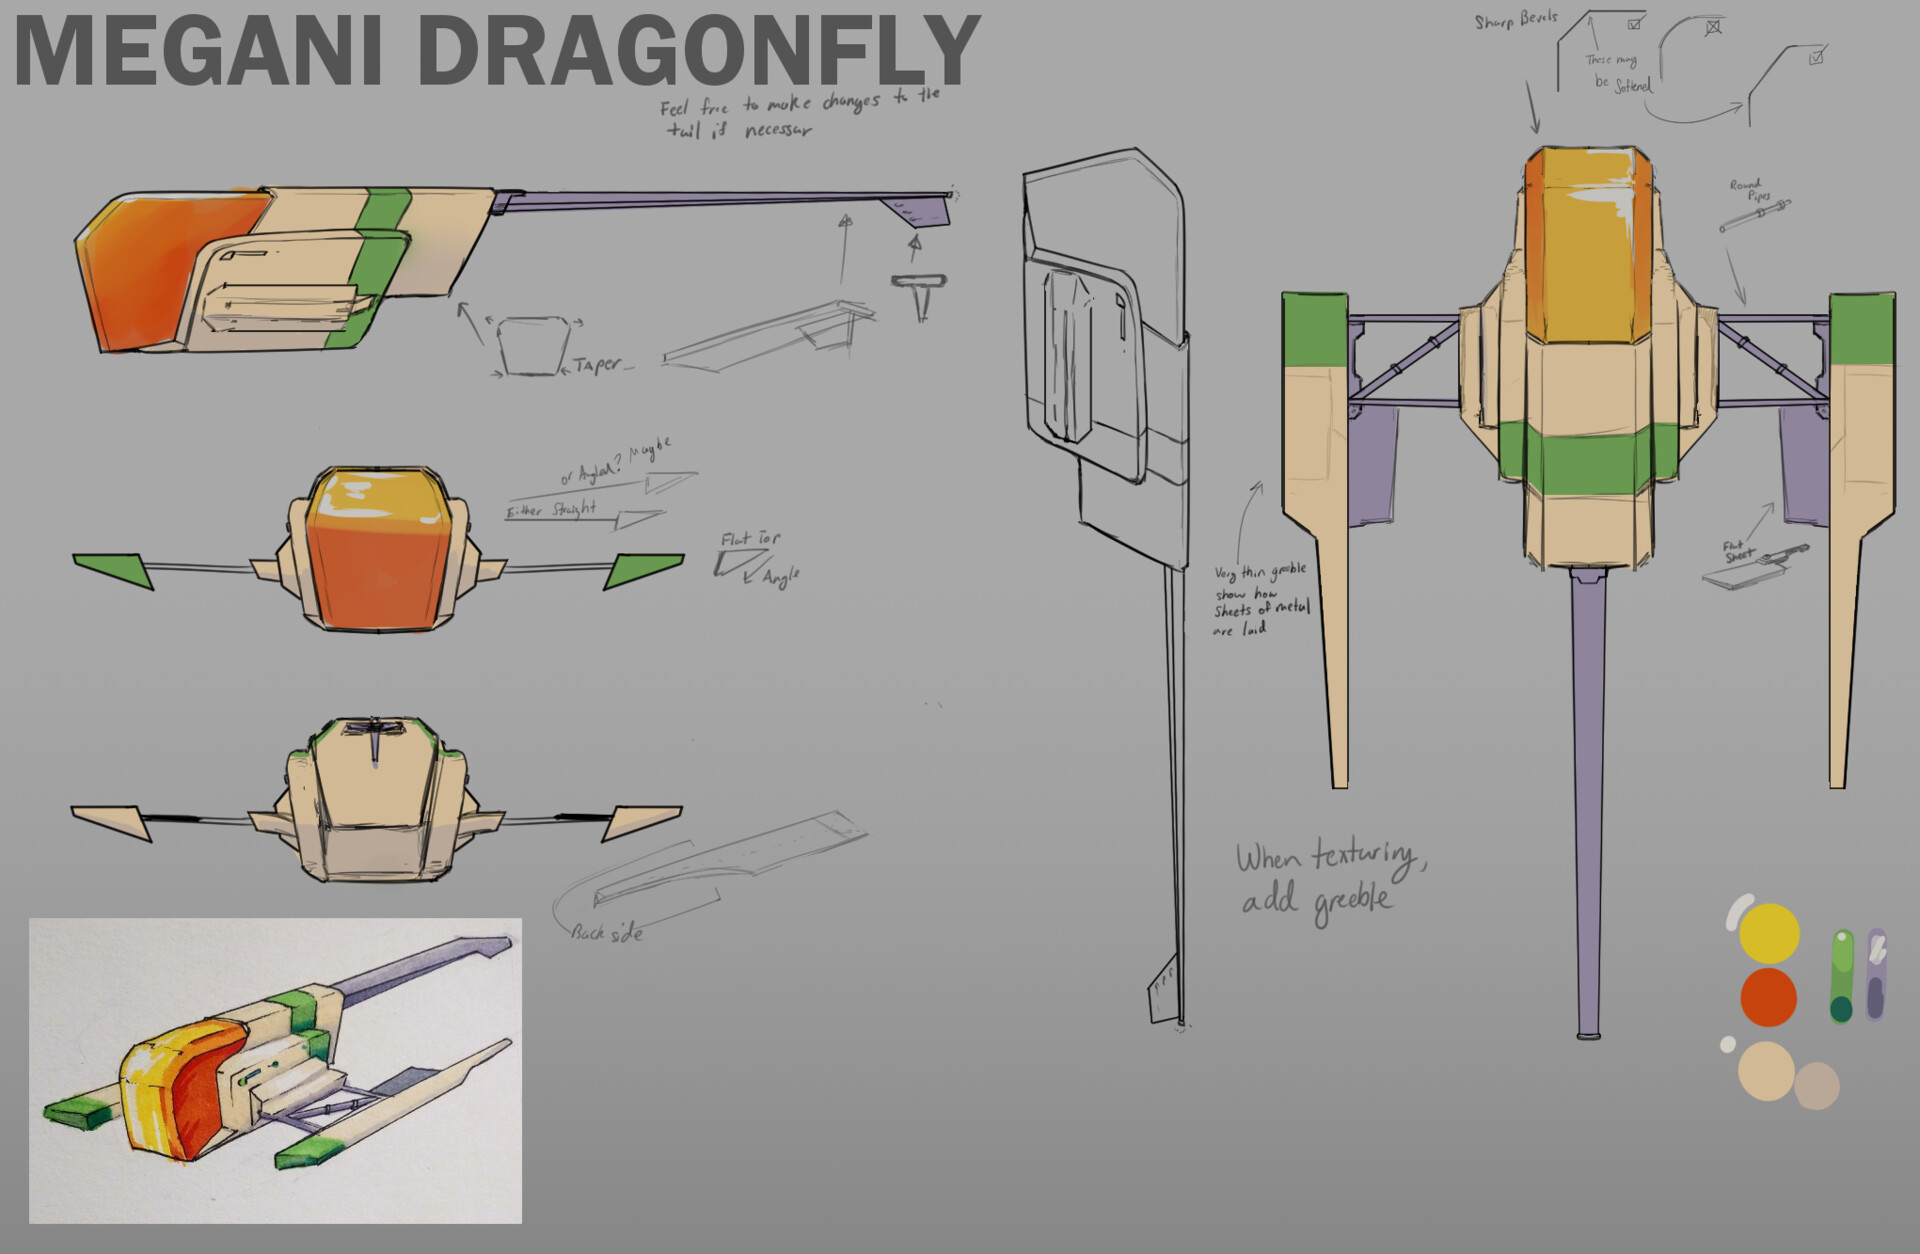 MEGANI DRAGONFLY
Feel free to make changes to the
tail if necessar
Sharp Bevels
These may
be Softened
Round
Pipes
Taper
or Angled? Maybe
Either Straight
Flat Top
Angle
Very thin greeble
show how
Sheets of metal
are laid
Flat
Sheet
When texturing,
add greeble
Back side